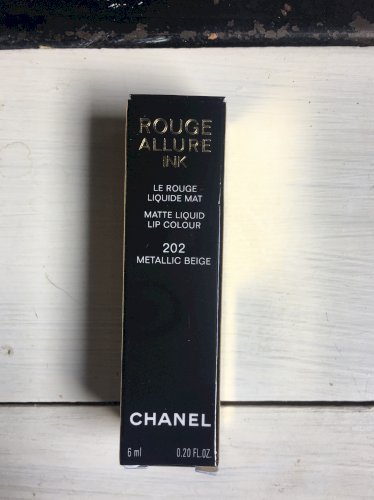 ROUGE
ALLURE
INK
LE ROUGE
LIQUIDE MAT
MATTE LIQUID
LIP COLOUR
202
METALLIC BEIGE
CHANEL
6 ml 0.20 FL.OZ.